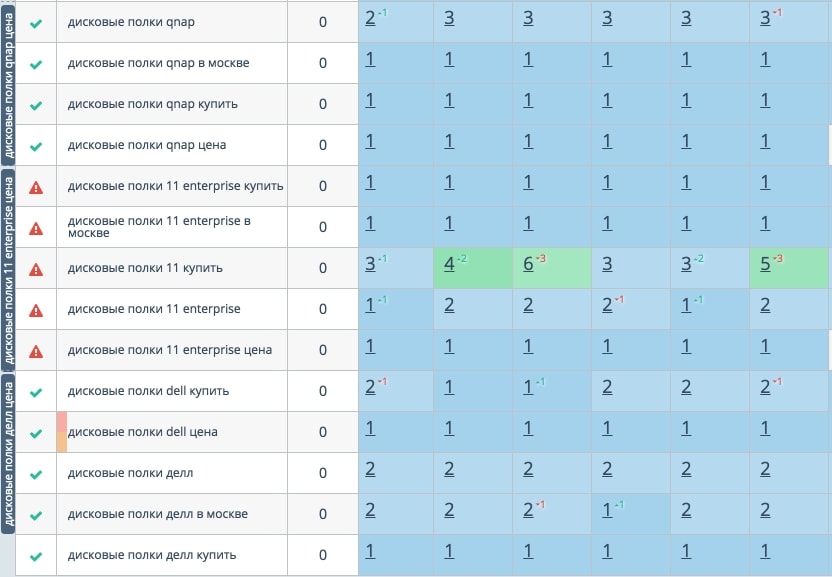 дисковые полки qnap цена
дисковые полки qnap 0 2 +1 3 3 3 3 3 -1
дисковые полки qnap в москве 0 1 1 1 1 1 1
дисковые полки qnap купить 0 1 1 1 1 1 1
дисковые полки qnap цена 0 1 1 1 1 1 1
дисковые полки 11 enterprise цена
дисковые полки 11 enterprise купить 0 1 1 1 1 1 1
дисковые полки 11 enterprise в
москве 0 1 1 1 1 1 1
дисковые полки 11 купить 0 3 +1 4 +2 6 -3 3 3 +2 5 -3
дисковые полки 11 enterprise 0 1 +1 2 2 2 -1 1 +1 2
дисковые полки 11 enterprise цена 0 1 1 1 1 1 1
дисковые полки делл цена
дисковые полки dell купить 0 2 -1 1 1 +1 2 2 2 -1
дисковые полки dell цена 0 1 1 1 1 1 1
дисковые полки делл 0 2 2 2 2 2 2
дисковые полки делл в москве 0 2 2 2 -1 1 +1 2 2
дисковые полки делл купить 0 1 1 1 1 1 1